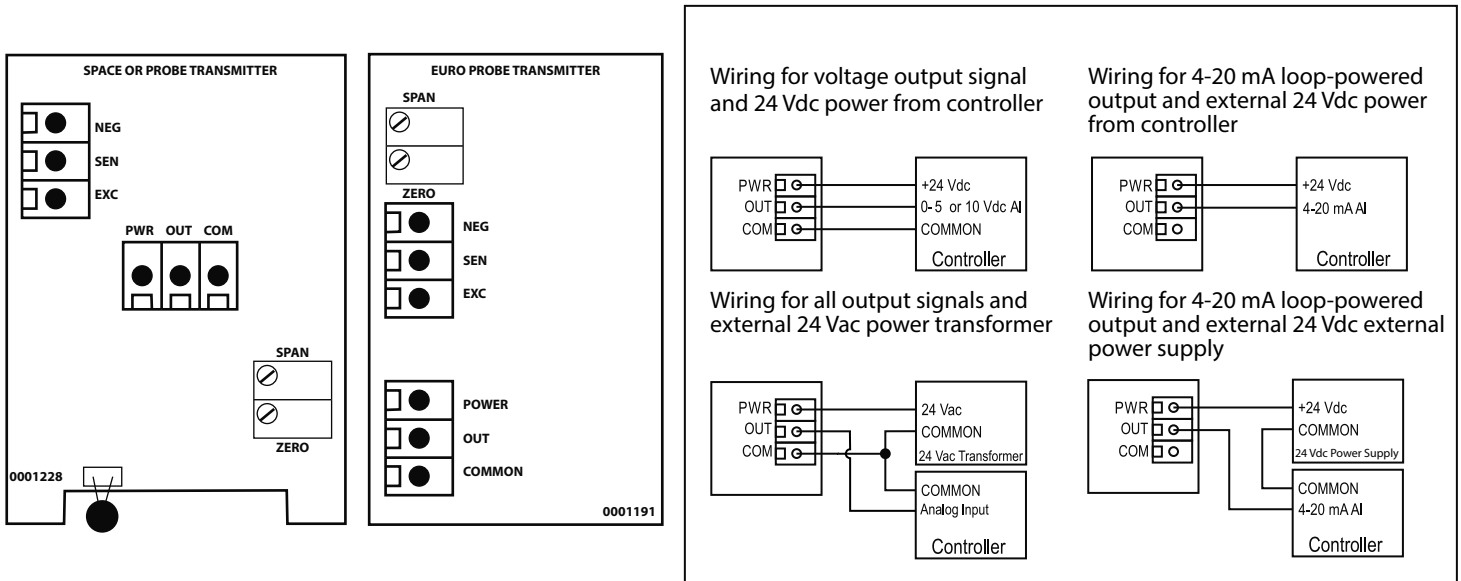 SPACE OR PROBE TRANSMITTER
NEG
SEN
EXC
PWR OUT COM
SPAN
ZERO
0001228
EURO PROBE TRANSMITTER
SPAN
ZERO
NEG
SEN
EXC
POWER
OUT
COMMON
0001191
Wiring for voltage output signal
and 24 Vdc power from controller
PWR
OUT
COM
+24 Vdc
0-5 or 10 Vdc AI
COMMON
Controller
Wiring for 4-20 mA loop-powered
output and external 24 Vdc power
from controller
PWR
OUT
COM
+24 Vdc
4-20 mA AI
Controller
Wiring for all output signals and
external 24 Vac power transformer
PWR
OUT
COM
24 Vac
COMMON
24 Vac Transformer
COMMON
Analog Input
Controller
Wiring for 4-20 mA loop-powered
output and external 24 Vdc external
power supply
PWR
OUT
COM
+24 Vdc
COMMON
24 Vdc Power Supply
COMMON
4-20 mA AI
Controller